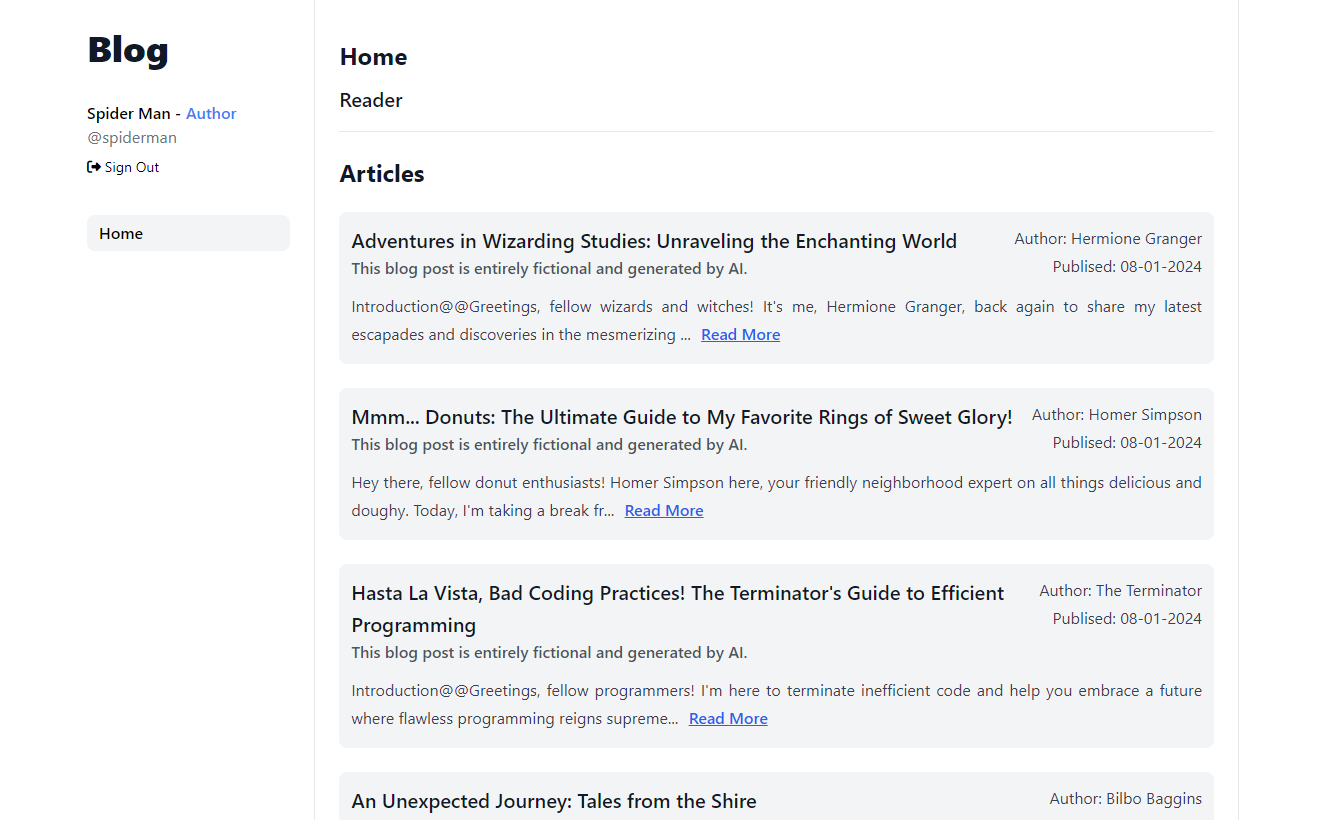 Blog
Spider Man - Author
@spiderman
Sign Out
Home
Home
Reader
Articles
Adventures in Wizarding Studies: Unraveling the Enchanting World
Author: Hermione Granger
This blog post is entirely fictional and generated by AI.
Publised: 08-01-2024
Introduction@@Greetings, fellow wizards and witches! It's me, Hermione Granger, back again to share my latest
escapades and discoveries in the mesmerizing ... Read More
Mmm... Donuts: The Ultimate Guide to My Favorite Rings of Sweet Glory!
Author: Homer Simpson
This blog post is entirely fictional and generated by AI.
Publised: 08-01-2024
Hey there, fellow donut enthusiasts! Homer Simpson here, your friendly neighborhood expert on all things delicious and
doughy. Today, I'm taking a break fr... Read More
Hasta La Vista, Bad Coding Practices! The Terminator's Guide to Efficient
Programming
Author: The Terminator
Publised: 08-01-2024
This blog post is entirely fictional and generated by AI.
Introduction@@Greetings, fellow programmers! I'm here to terminate inefficient code and help you embrace a future
where flawless programming reigns supreme... Read More
An Unexpected Journey: Tales from the Shire
Author: Bilbo Baggins